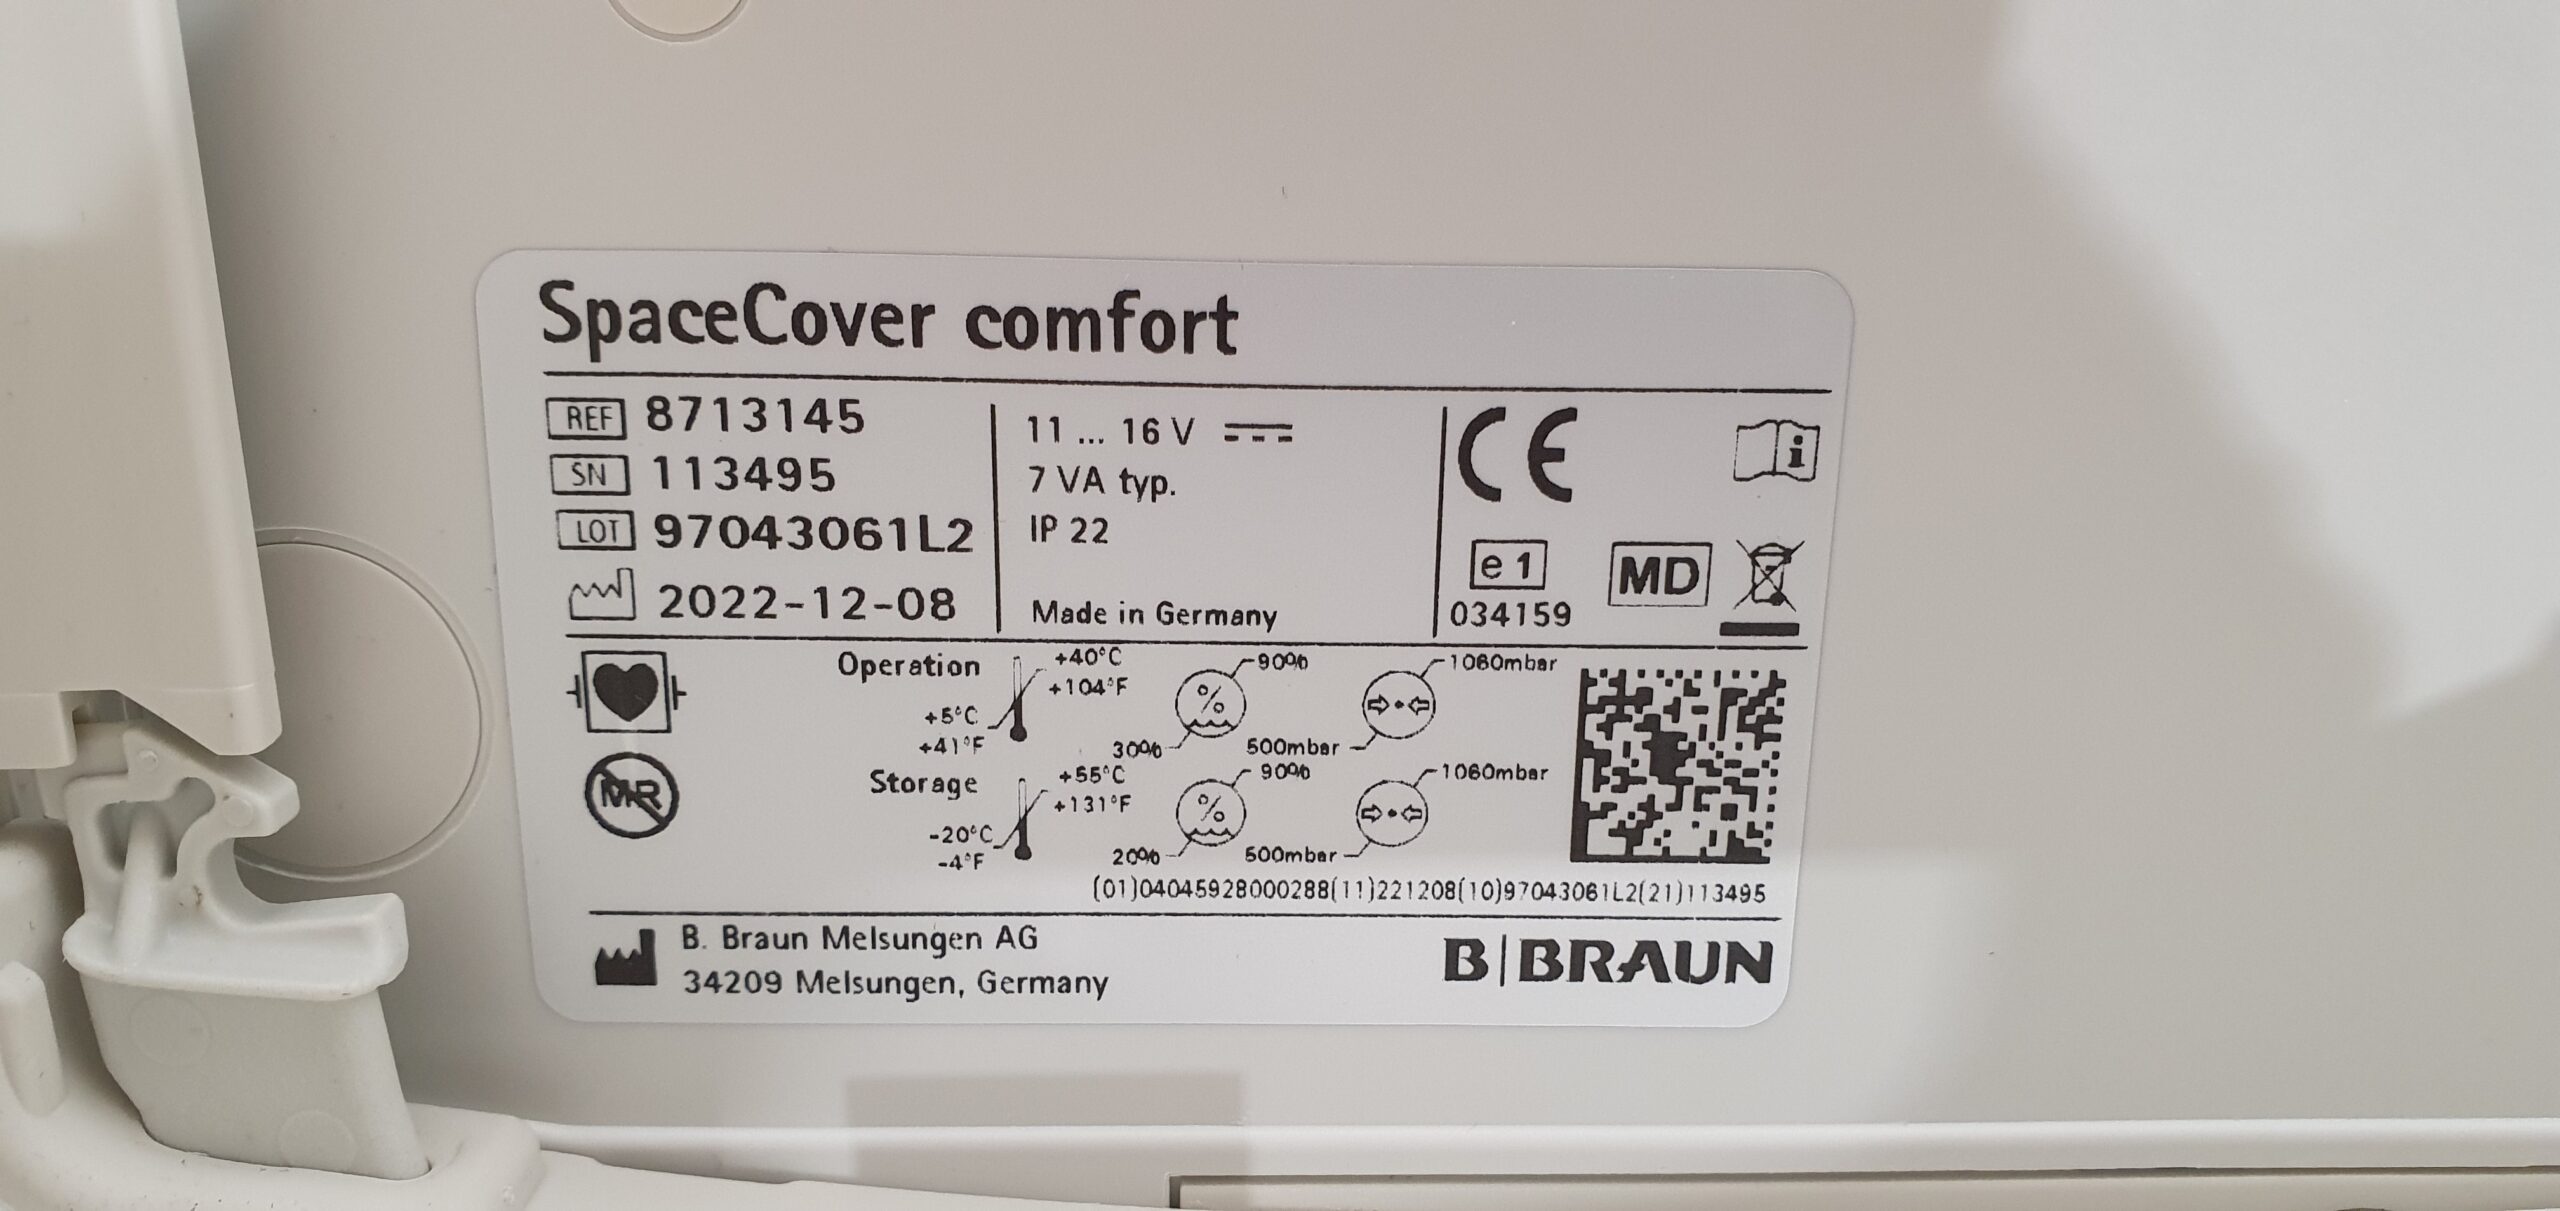 SpaceCover comfort
REF 8713145
SN 113495
LOT 97043061L2
2022-12-08
11 ... 16 V
7 VA typ.
IP 22
Made in Germany
CE
e1
034159
MD
MR
Operation
+5°C
+41°F
+40°C
+104°F
%
30%
90%
500mbar
1060mbar
Storage
-20°C
-4°F
+55°C
+131°F
%
20%
90%
500mbar
1060mbar
(01)04045928000288(11)221208(10)97043061L2(21)113495
B. Braun Melsungen AG
34209 Melsungen, Germany
B|BRAUN